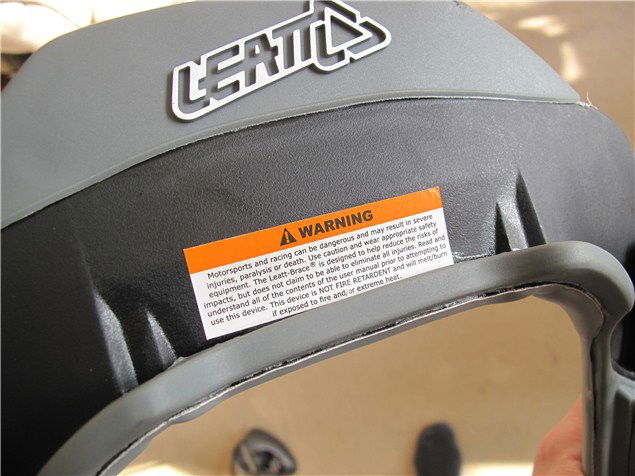 LEATT
WARNING
Motorsports and racing can be dangerous and may result in severe
injuries, paralysis or death. Use caution and wear appropriate safety
equipment. The Leatt-Brace® is designed to help reduce the risks of
impacts, but does not claim to be able to eliminate all injuries. Read and
understand all of the contents of the user manual prior to attempting to
use this device. This device is NOT FIRE RETARDENT and will melt/burn
if exposed to fire and/or extreme heat.